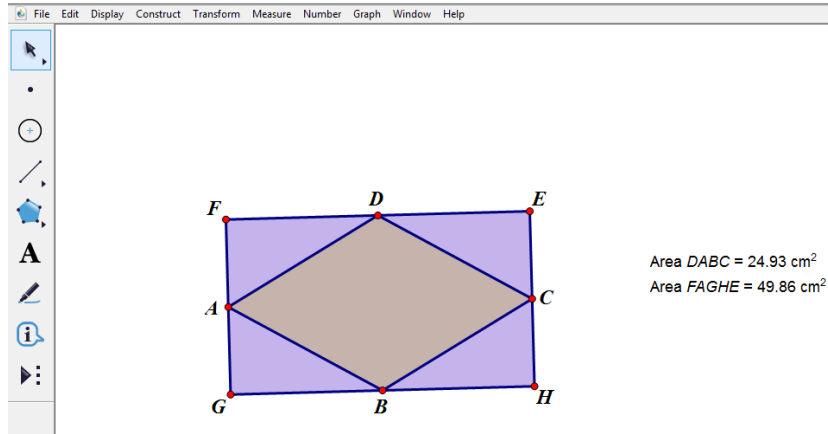 File Edit Display Construct Transform Measure Number Graph Window Help
D
E
F
Area DABC = 24.93 cm²
Area FAGHE = 49.86 cm²
A
C
A
G
B
H